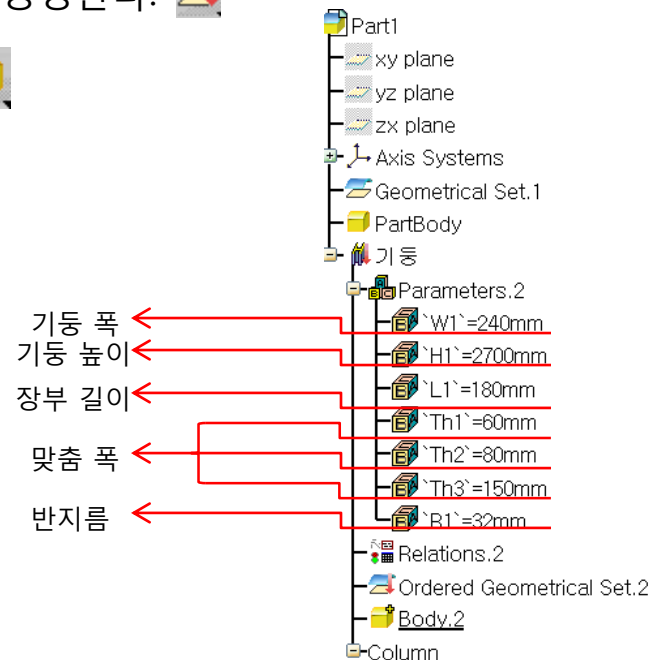 Part1
xy plane
yz plane
zx plane
Axis Systems
Geometrical Set.1
PartBody
기둥
Parameters.2
기둥 폭 `W1`=240mm
기둥 높이 `H1`=2700mm
장부 길이 `L1`=180mm
`Th1`=60mm
맞춤 폭 `Th2`=80mm
`Th3`=150mm
반지름 `R1`=32mm
Relations.2
Ordered Geometrical Set.2
Body.2
Column